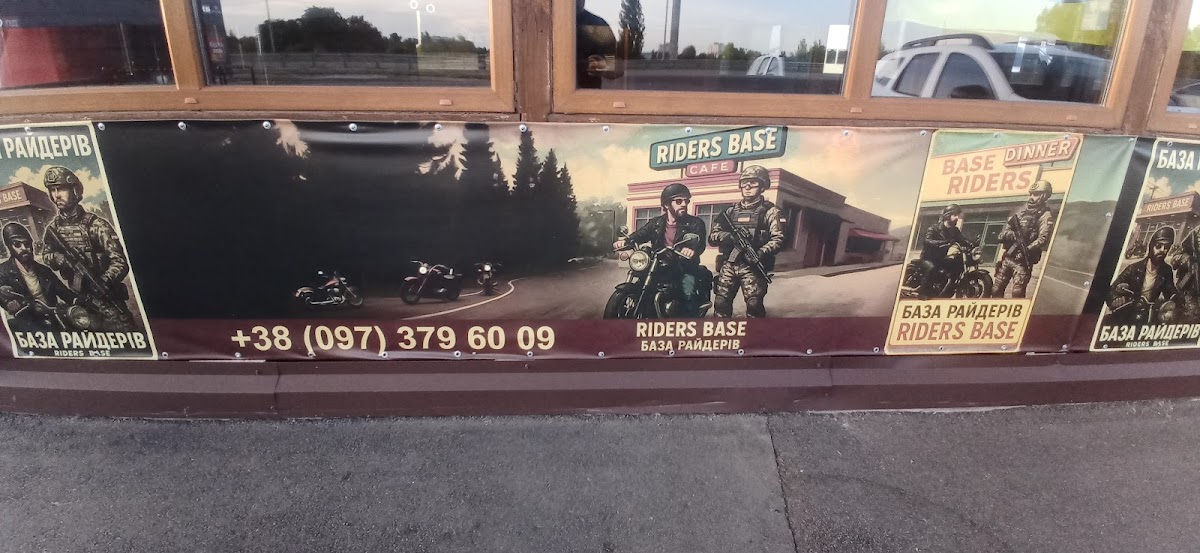 РАЙДЕРІВ
BASE
БАЗА РАЙДЕРІВ
RIDERS BASE
+38 (097) 379 60 09
RIDERS BASE
CAFE
RIDERS BASE
БАЗА РАЙДЕРІВ
BASE DINNER
RIDERS
БАЗА РАЙДЕРІВ
RIDERS BASE
БАЗА
RIDERS BASE
БАЗА РАЙДЕРІВ
RIDERS BASE